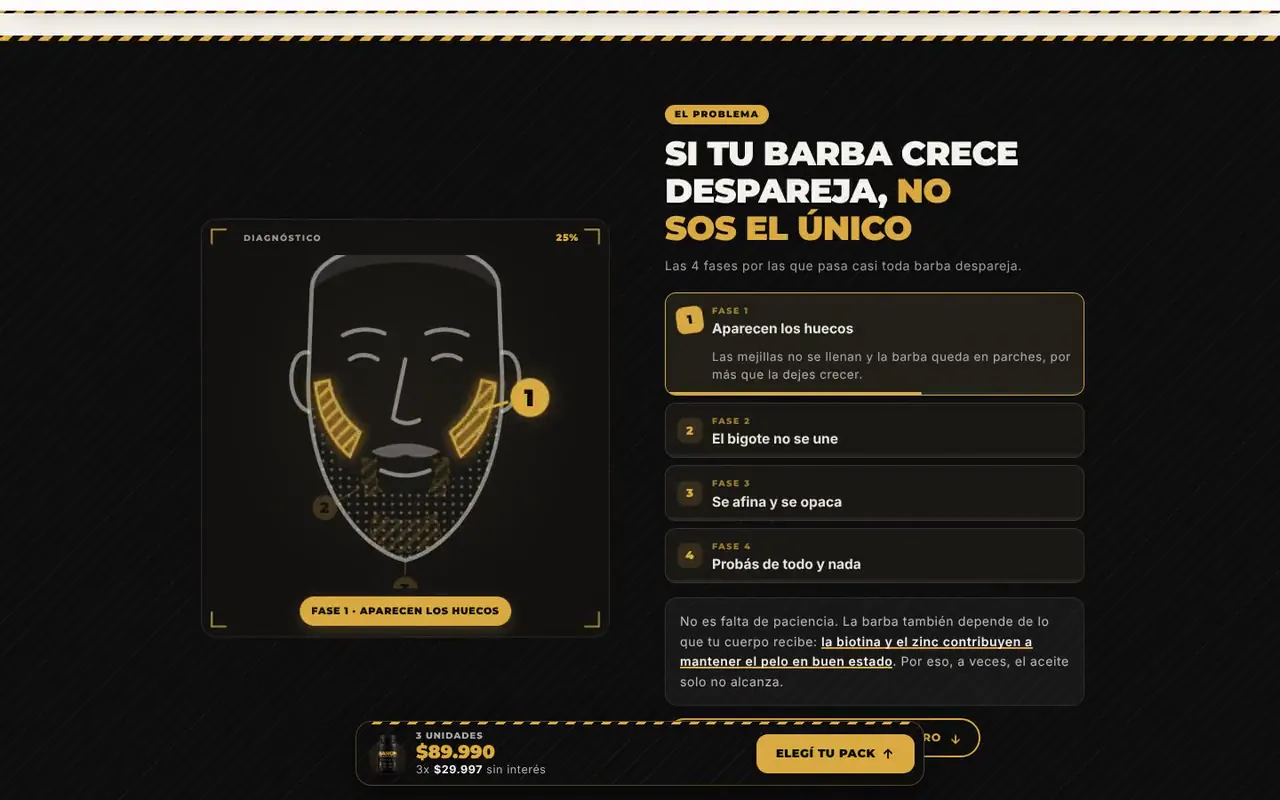 EL PROBLEMA
SI TU BARBA CRECE
DESPAREJA, NO
SOS EL ÚNICO
Las 4 fases por las que pasa casi toda barba despareja.
DIAGNÓSTICO
25%
1
2
FASE 1 · APARECEN LOS HUECOS
1
FASE 1
Aparecen los huecos
Las mejillas no se llenan y la barba queda en parches, por
más que la dejes crecer.
2
FASE 2
El bigote no se une
3
FASE 3
Se afina y se opaca
4
FASE 4
Probás de todo y nada
No es falta de paciencia. La barba también depende de lo
que tu cuerpo recibe: la biotina y el zinc contribuyen a
mantener el pelo en buen estado. Por eso, a veces, el aceite
solo no alcanza.
RO ↓
3 UNIDADES
$89.990
3x $29.997 sin interés
ELEGÍ TU PACK ↑